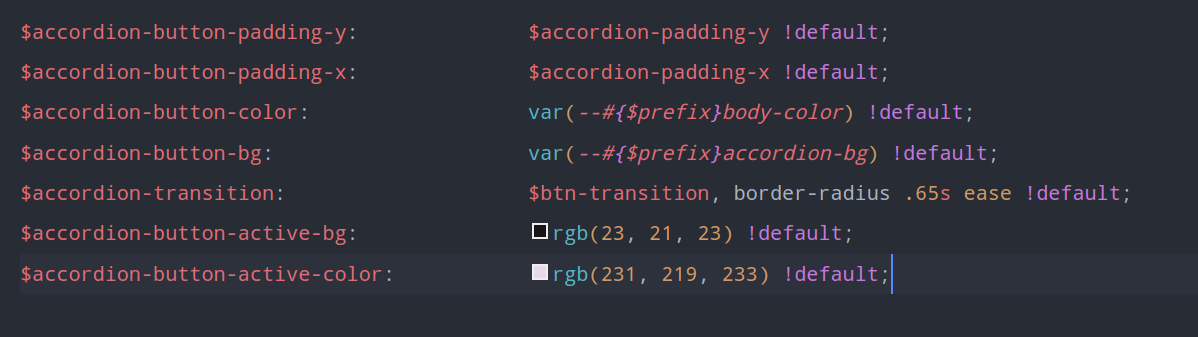 $accordion-button-padding-y: $accordion-padding-y !default;
$accordion-button-padding-x: $accordion-padding-x !default;
$accordion-button-color: var(--#{$prefix}body-color) !default;
$accordion-button-bg: var(--#{$prefix}accordion-bg) !default;
$accordion-transition: $btn-transition, border-radius .65s ease !default;
$accordion-button-active-bg: rgb(23, 21, 23) !default;
$accordion-button-active-color: rgb(231, 219, 233) !default;